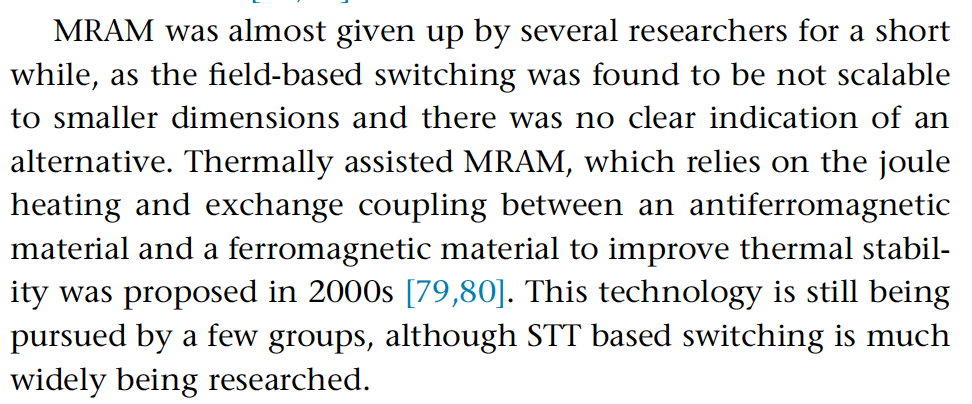 MRAM was almost given up by several researchers for a short
while, as the field-based switching was found to be not scalable
to smaller dimensions and there was no clear indication of an
alternative. Thermally assisted MRAM, which relies on the joule
heating and exchange coupling between an antiferromagnetic
material and a ferromagnetic material to improve thermal stabil-
ity was proposed in 2000s [79,80]. This technology is still being
pursued by a few groups, although STT based switching is much
widely being researched.